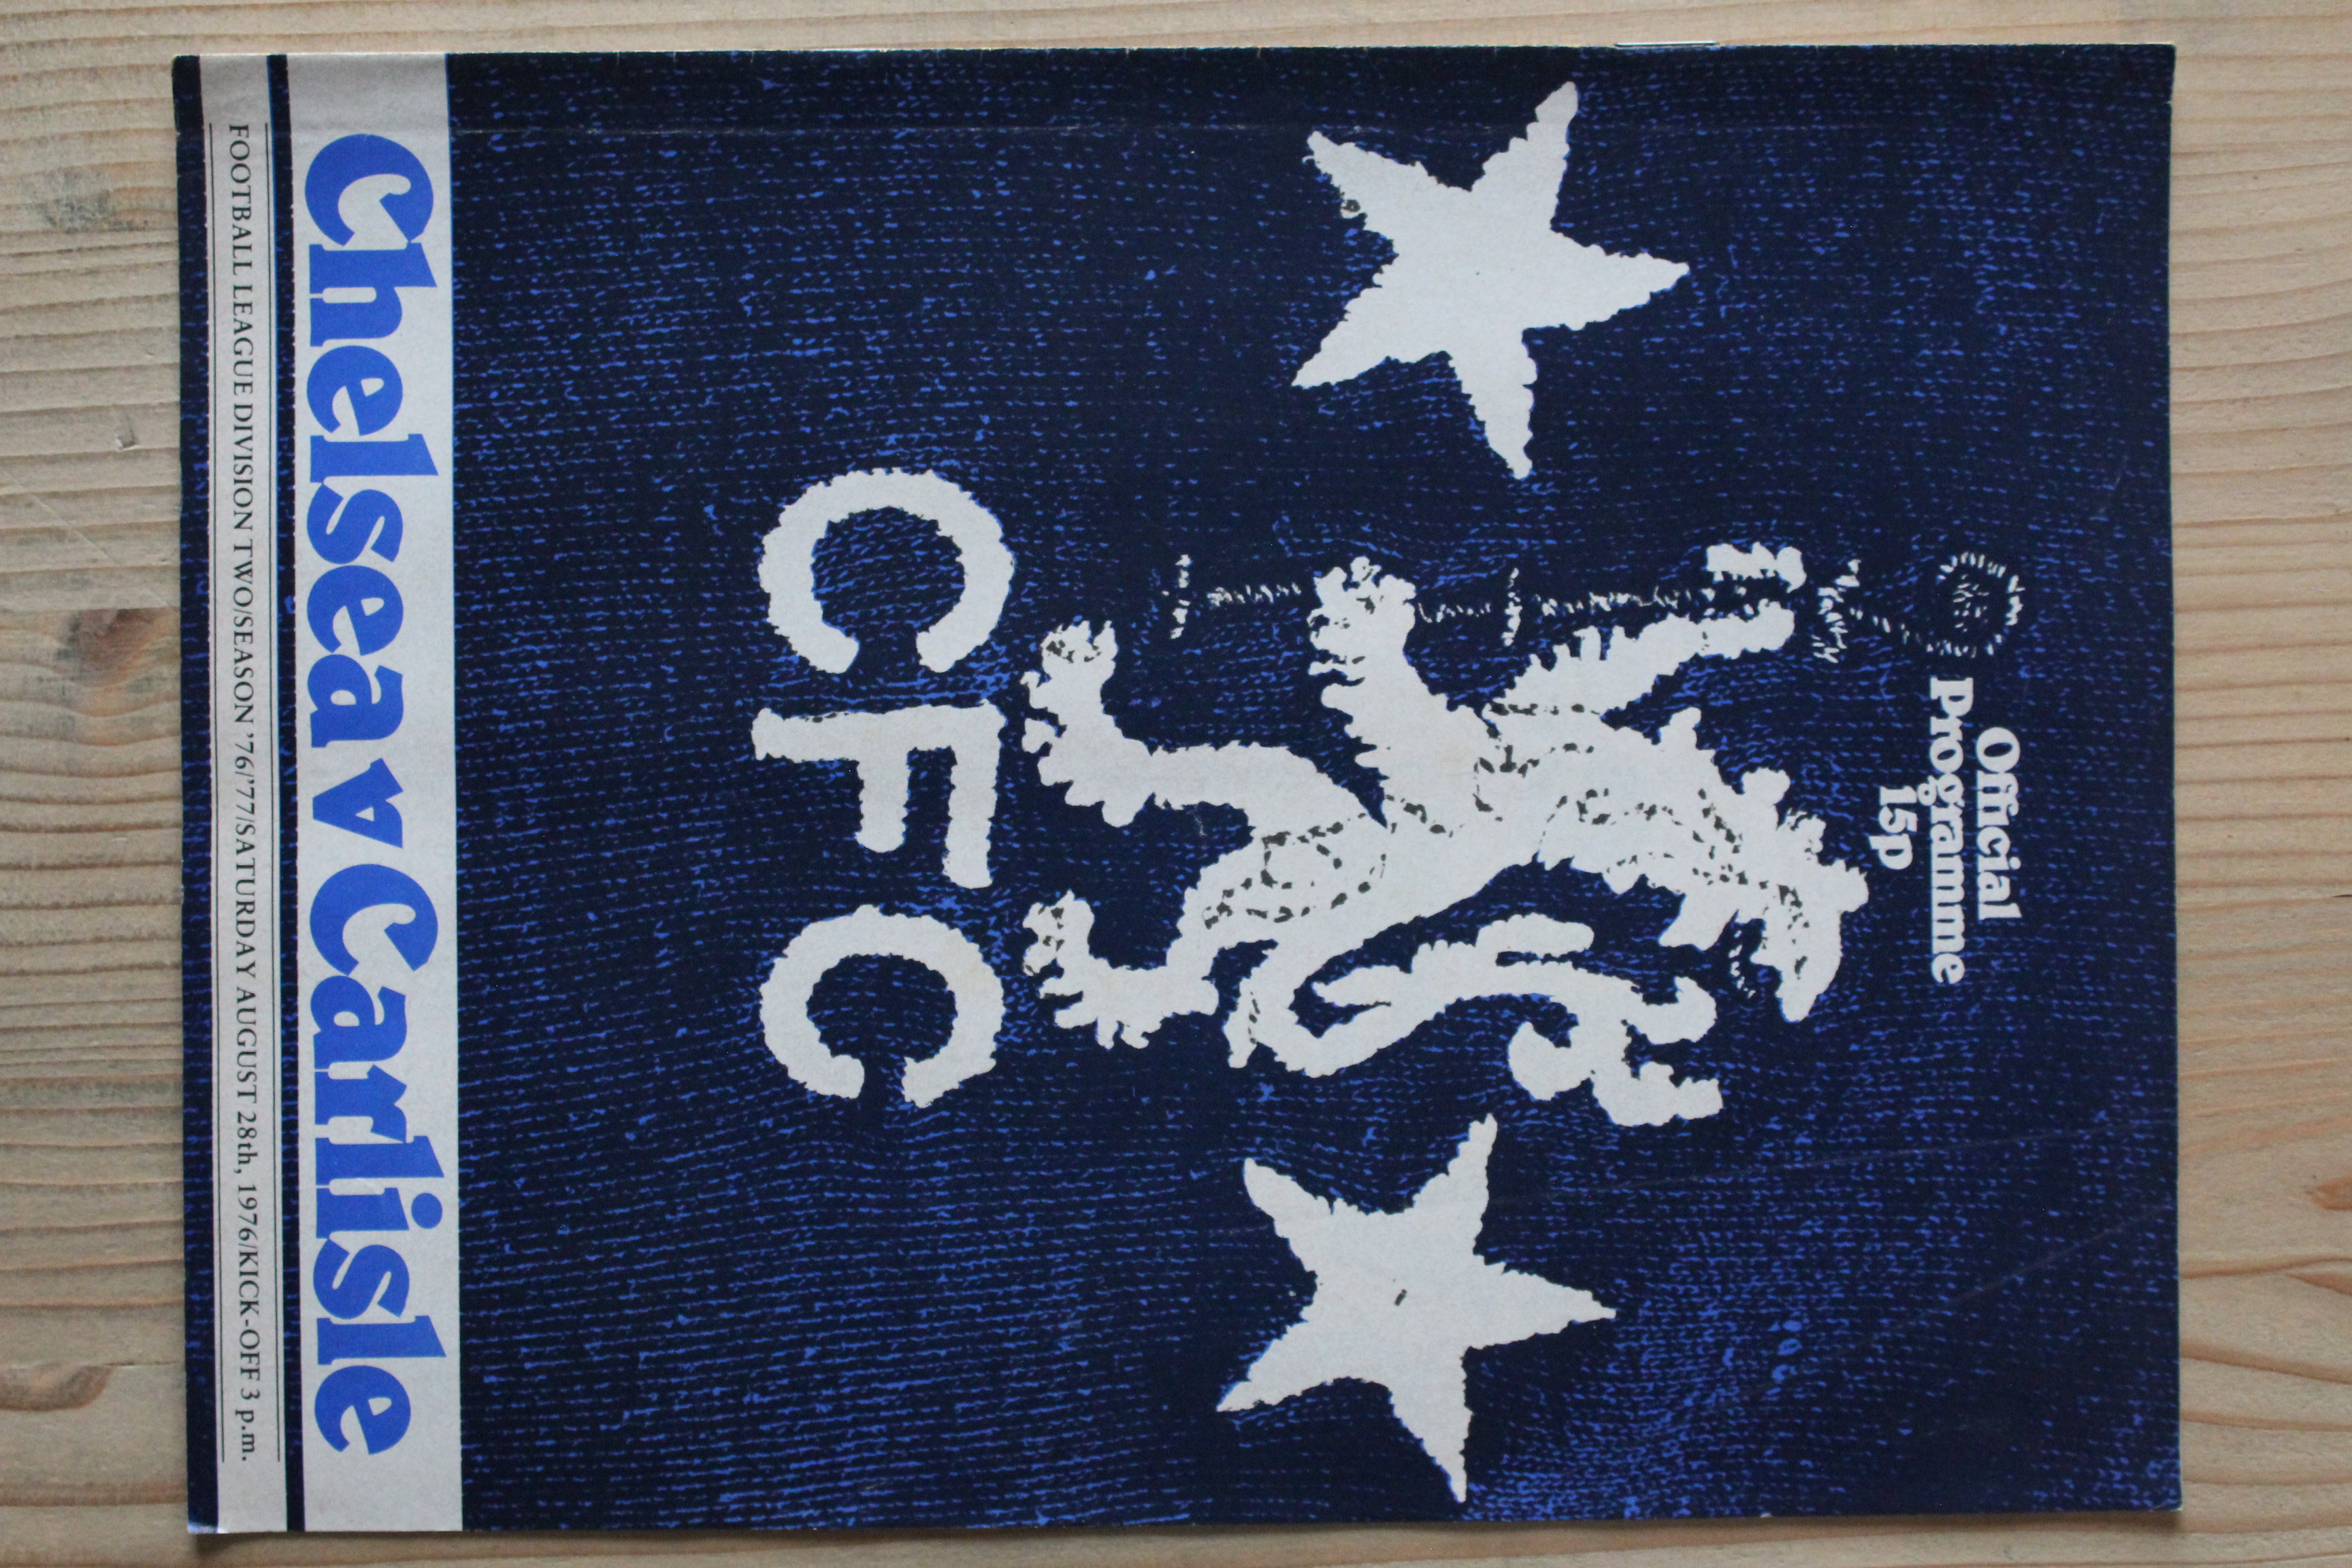 Official
Programme
15p
CFC
Chelsea v Carlisle
FOOTBALL LEAGUE DIVISION TWO/SEASON '76/'77/SATURDAY AUGUST 28th, 1976/KICK-OFF 3 p.m.